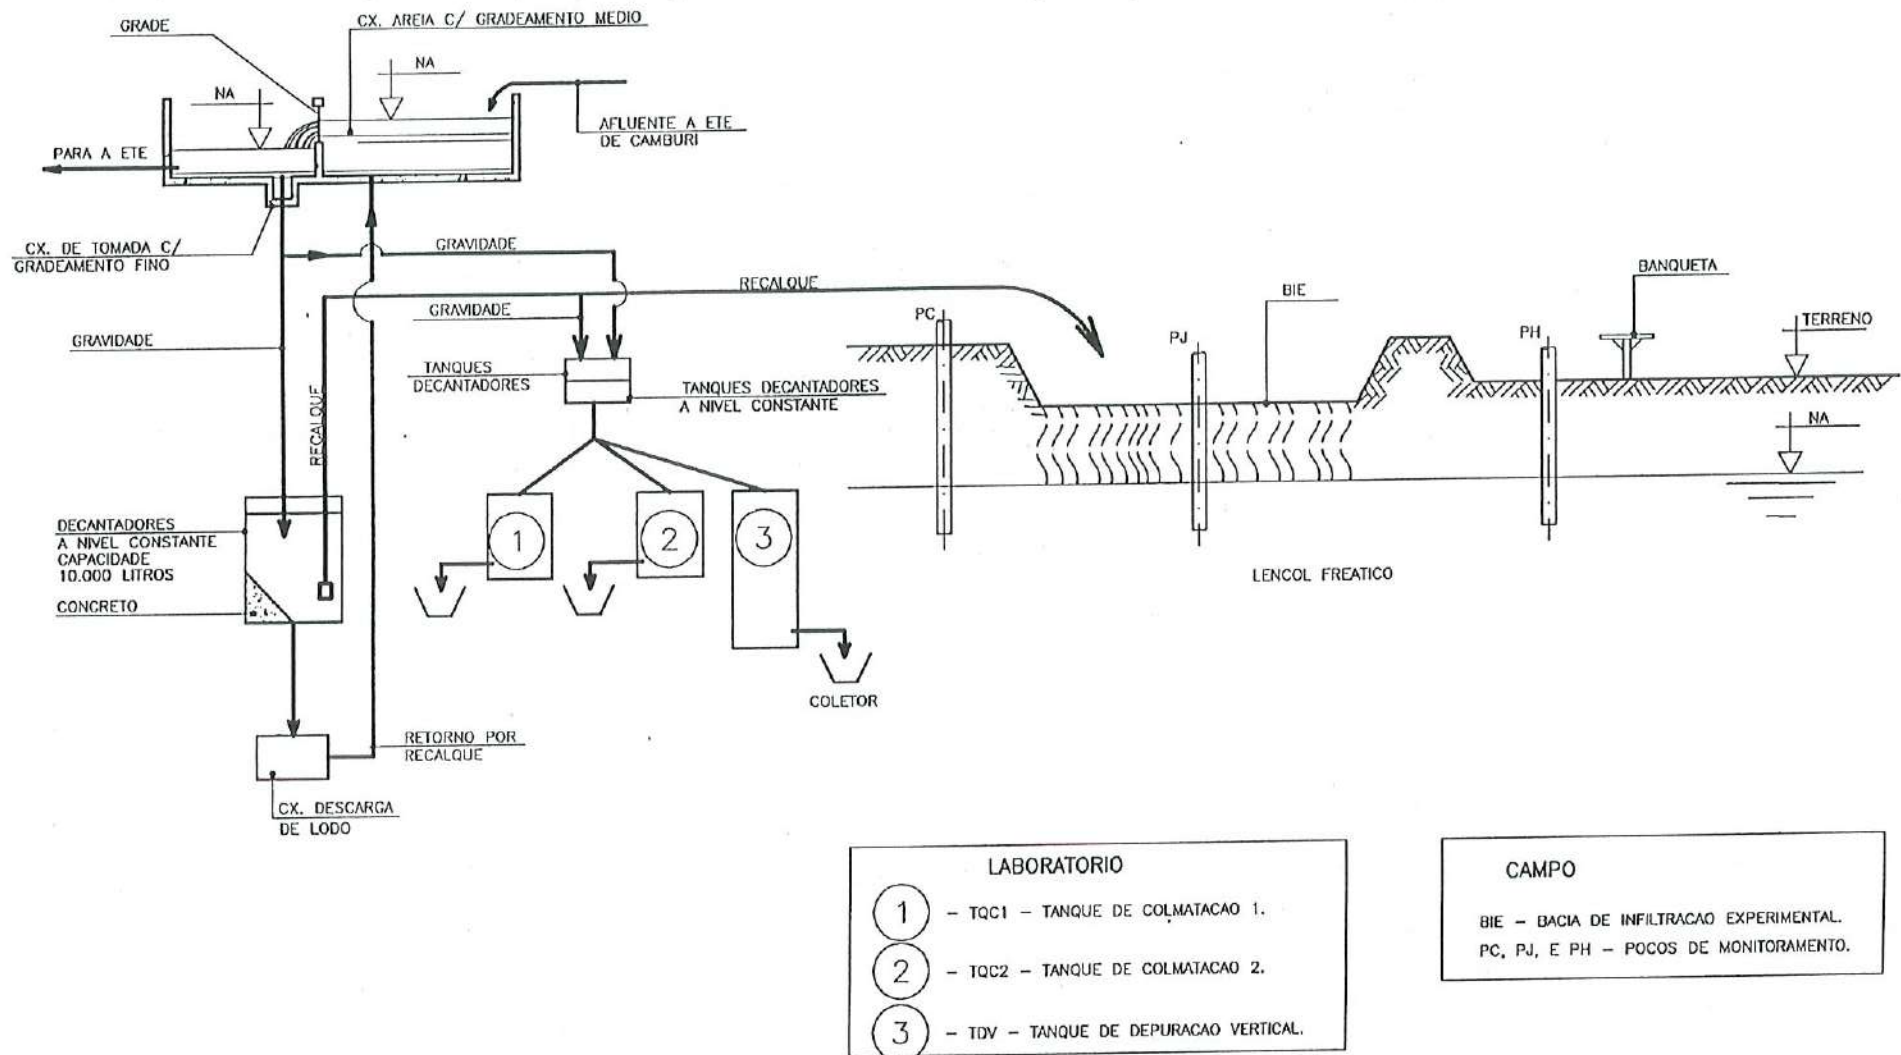 CX. AREIA C/ GRADEAMENTO MEDIO
GRADE
NA
NA
AFLUENTE A ETE
DE CAMBURI
PARA A ETE
CX. DE TOMADA C/
GRADEAMENTO FINO
GRAVIDADE
RECALQUE
GRAVIDADE
GRAVIDADE
RECALQUE
TANQUES
DECANTADORES
TANQUES DECANTADORES
A NIVEL CONSTANTE
PC
PJ
BIE
PH
BANQUETA
TERRENO
NA
LENCOL FREATICO
1
2
3
DECANTADORES
A NIVEL CONSTANTE
CAPACIDADE
10.000 LITROS
CONCRETO
COLETOR
RETORNO POR
RECALQUE
CX. DESCARGA
DE LODO
LABORATORIO
1 - TQC1 - TANQUE DE COLMATACAO 1.
2 - TQC2 - TANQUE DE COLMATACAO 2.
3 - TDV - TANQUE DE DEPURACAO VERTICAL.
CAMPO
BIE - BACIA DE INFILTRACAO EXPERIMENTAL.
PC, PJ, E PH - POCOS DE MONITORAMENTO.